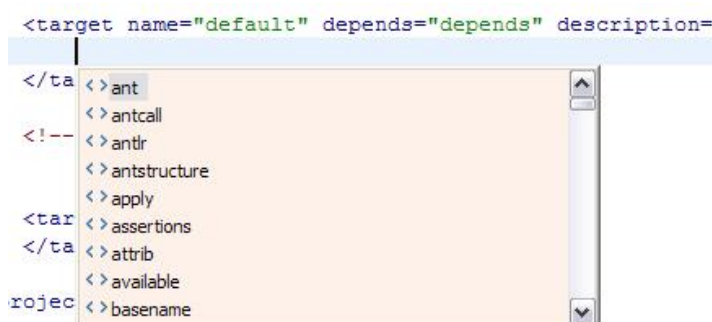 <target name="default" depends="depends" description=
</ta
<>ant
<>antcall
<!--
<>antlr
<>antstructure
<>apply
<tar
<>assertions
</ta
<>attrib
<>available
rojec
<>basename